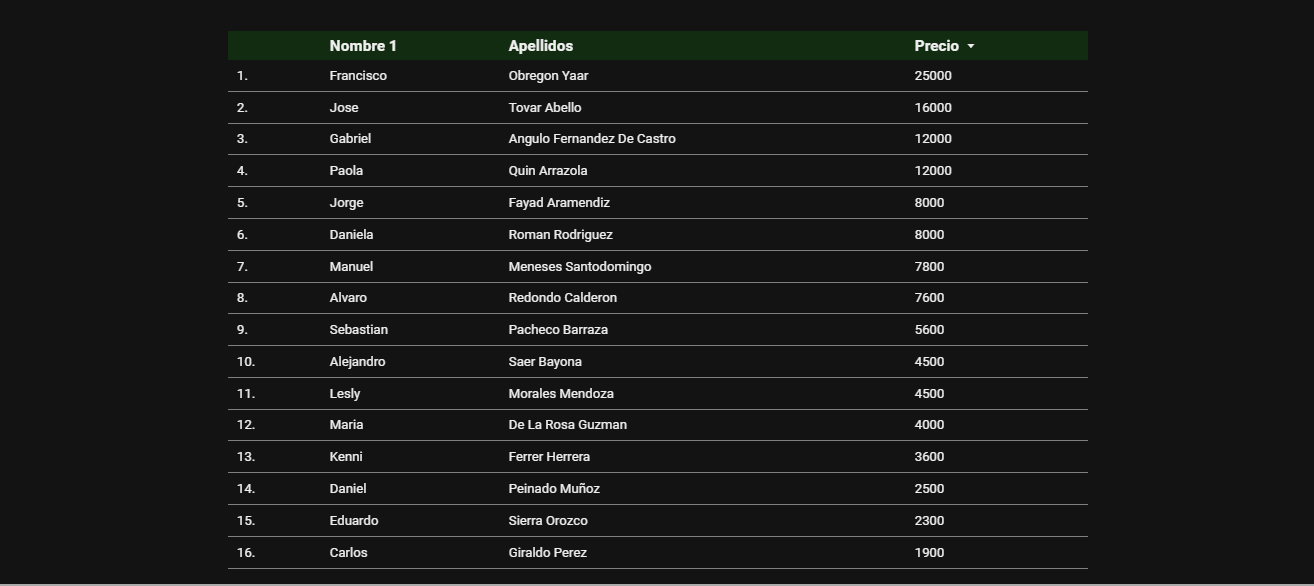 Nombre 1 Apellidos Precio
1. Francisco Obregon Yaar 25000
2. Jose Tovar Abello 16000
3. Gabriel Angulo Fernandez De Castro 12000
4. Paola Quin Arrazola 12000
5. Jorge Fayad Aramendiz 8000
6. Daniela Roman Rodriguez 8000
7. Manuel Meneses Santodomingo 7800
8. Alvaro Redondo Calderon 7600
9. Sebastian Pacheco Barraza 5600
10. Alejandro Saer Bayona 4500
11. Lesly Morales Mendoza 4500
12. Maria De La Rosa Guzman 4000
13. Kenni Ferrer Herrera 3600
14. Daniel Peinado Muñoz 2500
15. Eduardo Sierra Orozco 2300
16. Carlos Giraldo Perez 1900